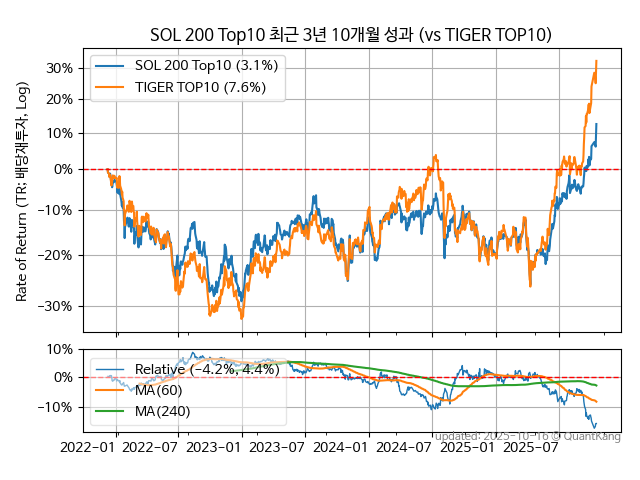 SOL 200 Top10 최근 3년 10개월 성과 (vs TIGER TOP10)
Rate of Return (TR: 배당재투자, Log)
SOL 200 Top10 (3.1%)
TIGER TOP10 (7.6%)
30%
20%
10%
0%
−10%
−20%
−30%
10%
0%
−10%
Relative (−4.2%, 4.4%)
MA(60)
MA(240)
updated: 2025-10-16 © QuantKang
2022−01 2022−07 2023−01 2023−07 2024−01 2024−07 2025−01 2025−07